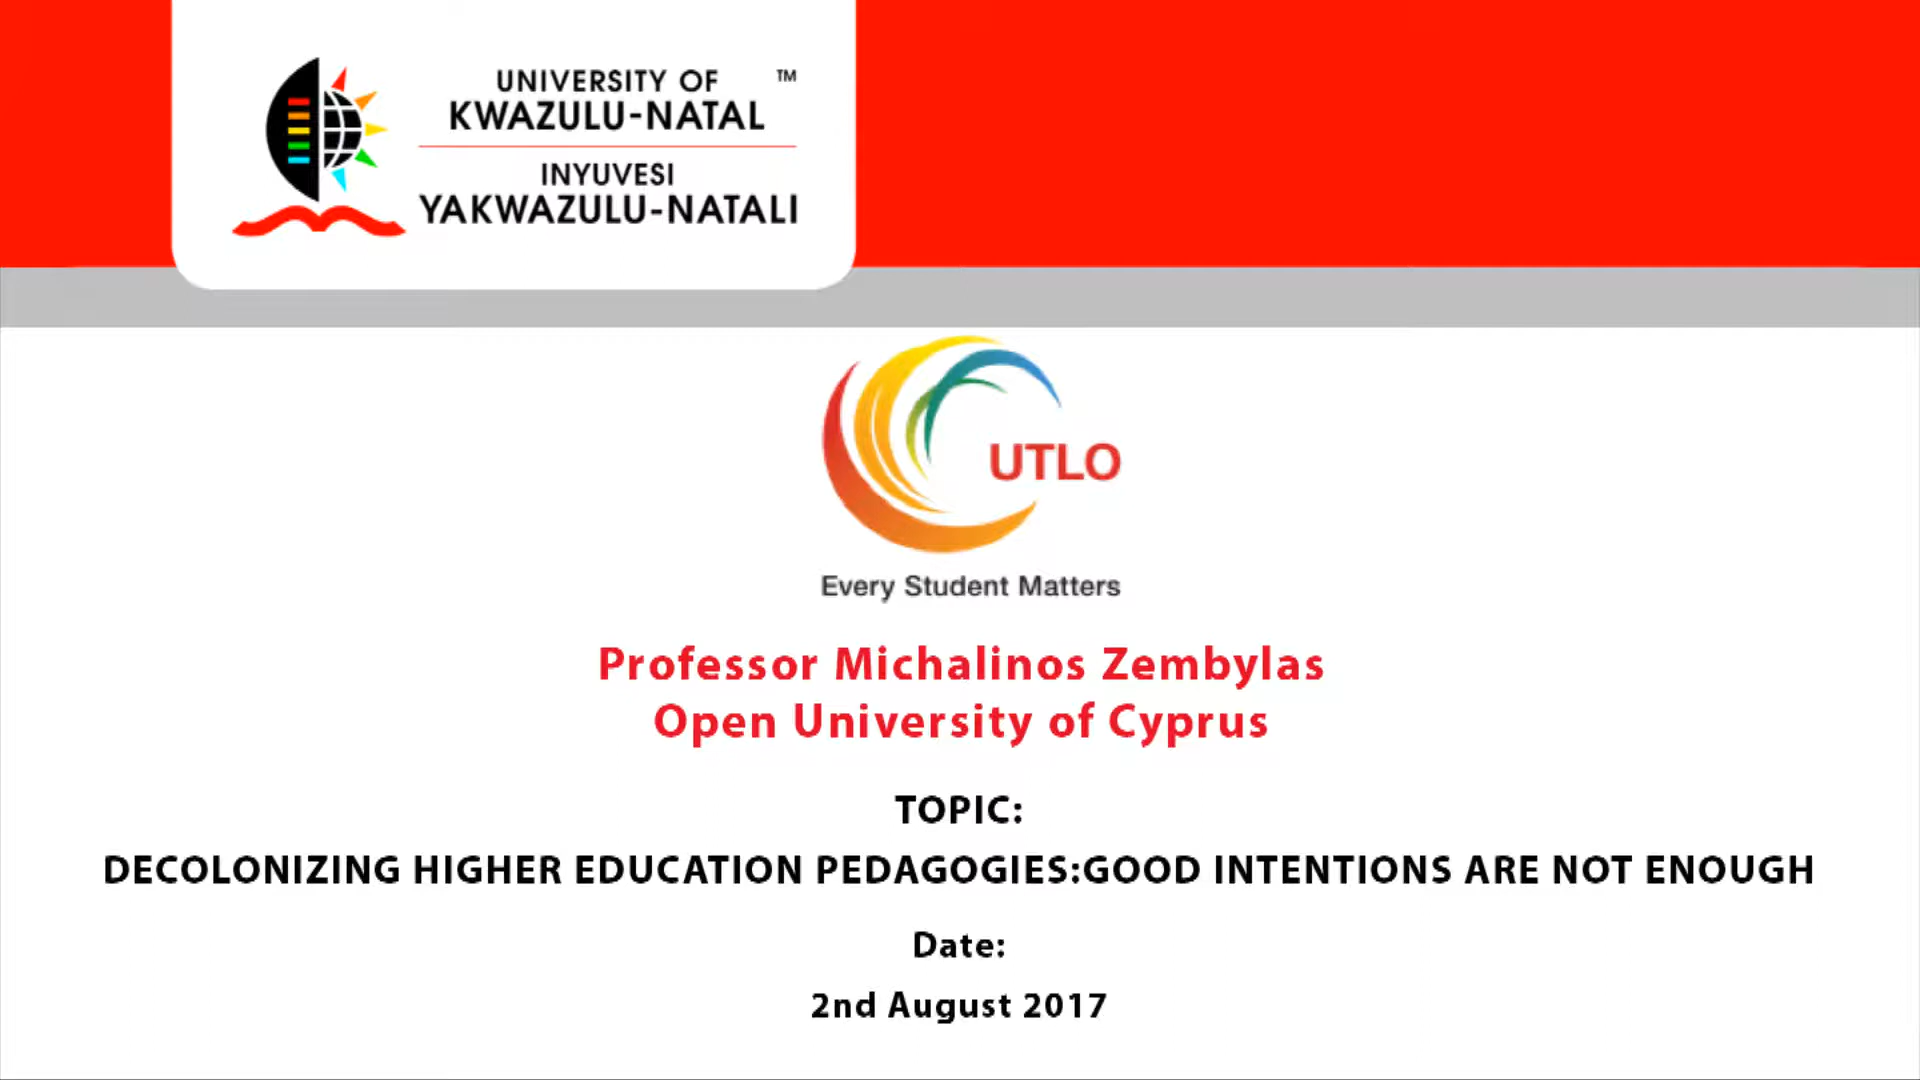 UNIVERSITY OF ™
KWAZULU-NATAL
INYUVESI
YAKWAZULU-NATALI
UTLO
Every Student Matters
Professor Michalinos Zembylas
Open University of Cyprus
TOPIC:
DECOLONIZING HIGHER EDUCATION PEDAGOGIES:GOOD INTENTIONS ARE NOT ENOUGH
Date:
2nd August 2017